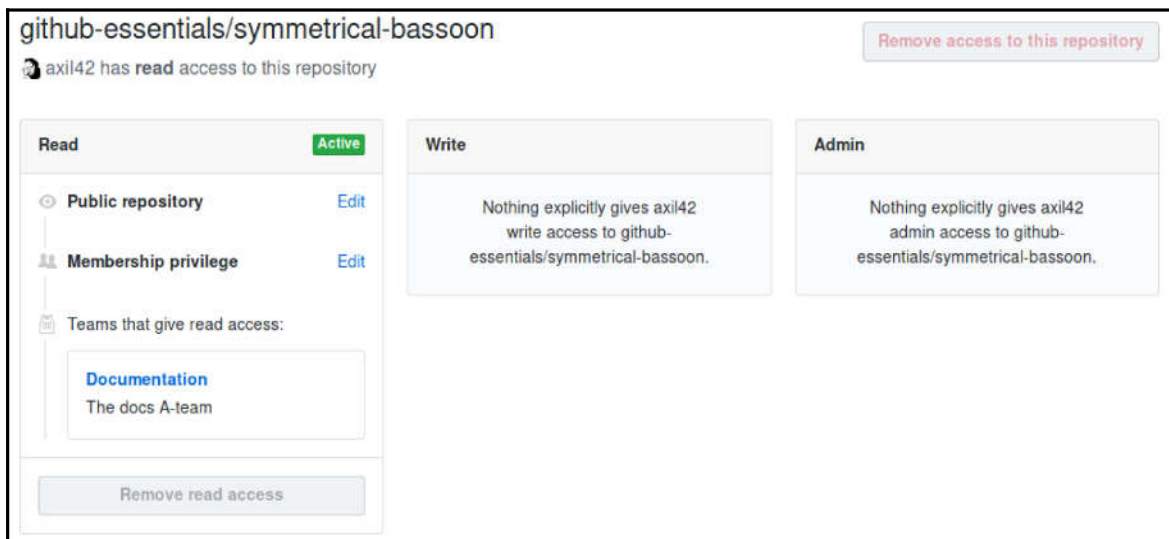 github-essentials/symmetrical-bassoon
Remove access to this repository
axil42 has read access to this repository
Read
Active
Public repository
Edit
Membership privilege
Edit
Teams that give read access:
Documentation
The docs A-team
Remove read access
Write
Nothing explicitly gives axil42
write access to github-
essentials/symmetrical-bassoon.
Admin
Nothing explicitly gives axil42
admin access to github-
essentials/symmetrical-bassoon.